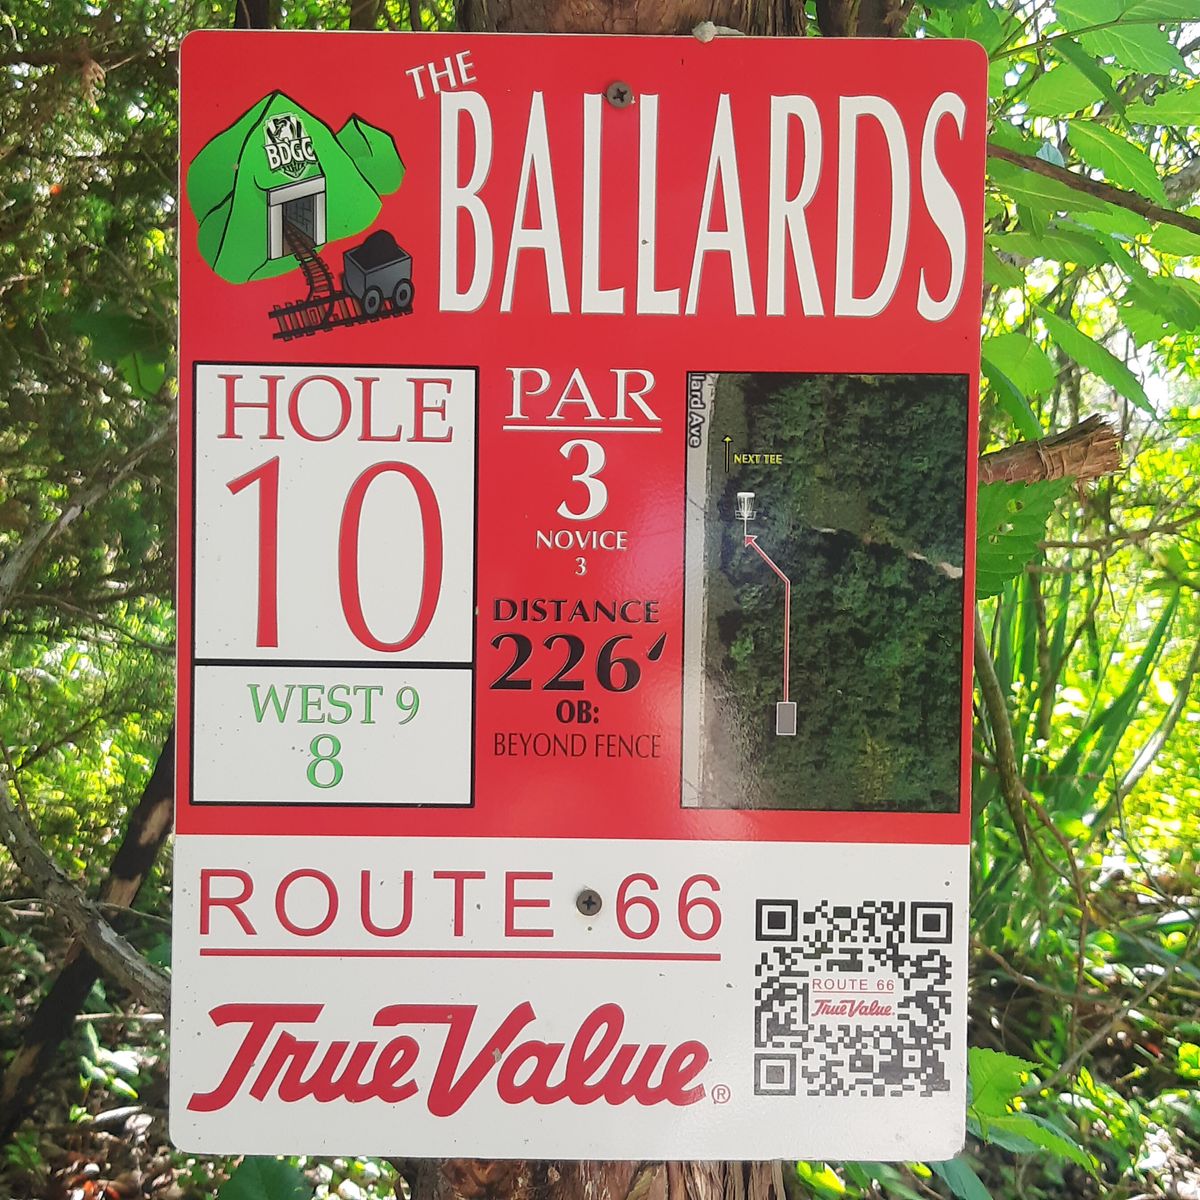 THE
BALLARDS
BDGC
HOLE
10
WEST 9
8
PAR
3
NOVICE
3
DISTANCE
226'
OB:
BEYOND FENCE
lard Ave
NEXT TEE
ROUTE 66
True Value®
ROUTE 66
True Value.